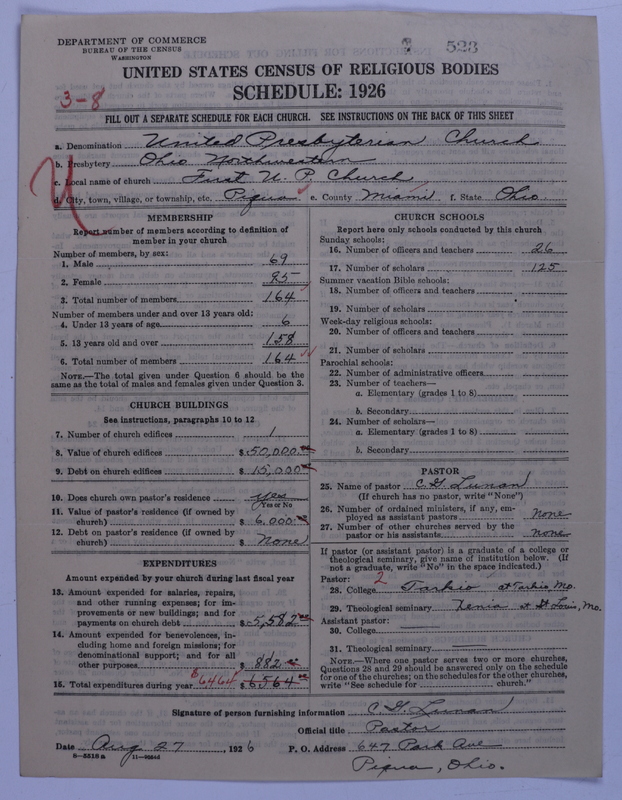 DEPARTMENT OF COMMERCE
BUREAU OF THE CENSUS
WASHINGTON
523
UNITED STATES CENSUS OF RELIGIOUS BODIES
3-8
SCHEDULE: 1926
FILL OUT A SEPARATE SCHEDULE FOR EACH CHURCH. SEE INSTRUCTIONS ON THE BACK OF THIS SHEET
a. Denomination United Presbyterian Church
b. Presbytery Ohio Northwestern
c. Local name of church First U. P. Church
d. City, town, village, or township, etc. Piqua e. County Miami f. State Ohio
MEMBERSHIP
Report number of members according to definition of
member in your church
Number of members, by sex:
1. Male 69
2. Female 95
3. Total number of members 164
Number of members under and over 13 years old:
4. Under 13 years of age 6
5. 13 years old and over 158
6. Total number of members 164
NOTE.—The total given under Question 6 should be the
same as the total of males and females given under Question 3.
CHURCH BUILDINGS
See instructions, paragraphs 10 to 12
7. Number of church edifices 1
8. Value of church edifices $50,000.00
9. Debt on church edifices $15,000.00
10. Does church own pastor's residence yes
(Yes or No)
11. Value of pastor's residence (if owned by
church) $6,000.00
12. Debt on pastor's residence (if owned by
church) $ None
EXPENDITURES
Amount expended by your church during last fiscal year
13. Amount expended for salaries, repairs,
and other running expenses; for im-
provements or new buildings; and for
payments on church debt $5,582.00
14. Amount expended for benevolences, in-
cluding home and foreign missions; for
denominational support; and for all
other purposes $882.00
15. Total expenditures during year $6464 $6564.00
CHURCH SCHOOLS
Report here only schools conducted by this church
Sunday schools:
16. Number of officers and teachers 26
17. Number of scholars 125
Summer vacation Bible schools:
18. Number of officers and teachers
19. Number of scholars
Week-day religious schools:
20. Number of officers and teachers
21. Number of scholars
Parochial schools:
22. Number of administrative officers
23. Number of teachers—
a. Elementary (grades 1 to 8)
b. Secondary
24. Number of scholars—
a. Elementary (grades 1 to 8)
b. Secondary
PASTOR
25. Name of pastor C. G. Lunan
(If church has no pastor, write "None")
26. Number of ordained ministers, if any, em-
ployed as assistant pastors none
27. Number of other churches served by the
pastor or his assistants none
If pastor (or assistant pastor) is a graduate of a college or
theological seminary, give name of institution below. (If
not a graduate, write "No" in the space indicated.)
Pastor: 2
28. College Tarkio at Tarkio Mo.
29. Theological seminary Xenia at St Louis, Mo.
Assistant pastor:
30. College
31. Theological seminary
NOTE.—Where one pastor served two or more churches,
Questions 28 and 29 should be answered only on the schedule
for one of the churches; on the schedules for the other churches,
write "See schedule for church."
Signature of person furnishing information C. G. Lunan
Official title Pastor
Date Aug 27, 1926 P. O. Address 647 Park Ave
Piqua, Ohio.